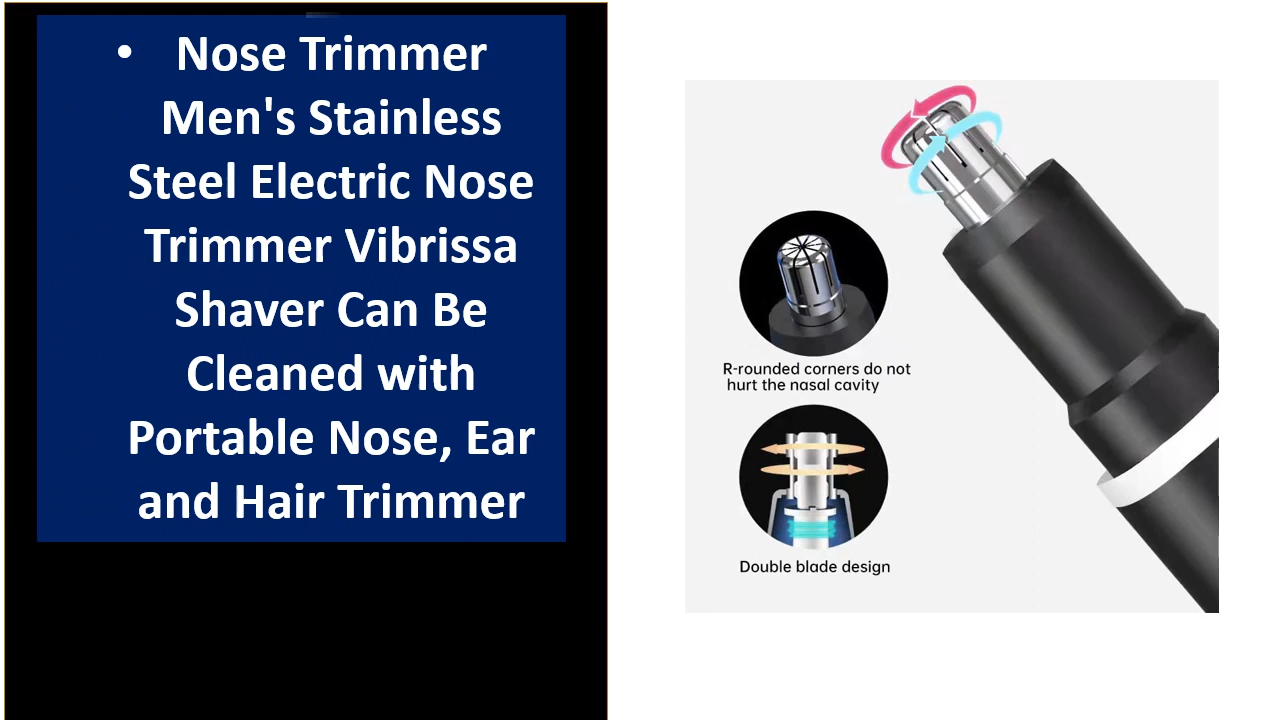 • Nose Trimmer
Men's Stainless
Steel Electric Nose
Trimmer Vibrissa
Shaver Can Be
Cleaned with
Portable Nose, Ear
and Hair Trimmer
R-rounded corners do not
hurt the nasal cavity
Double blade design